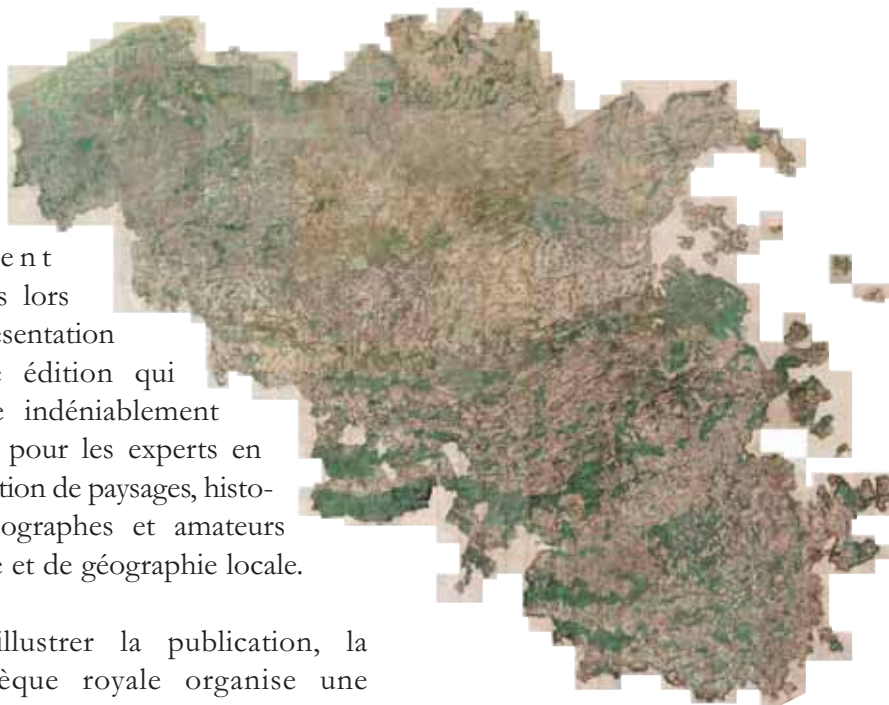 ent
s lors
ésentation
e édition qui
e indéniablement
pour les experts en
tion de paysages, histo-
ographes et amateurs
e et de géographie locale.
illustrer la publication, la
èque royale organise une